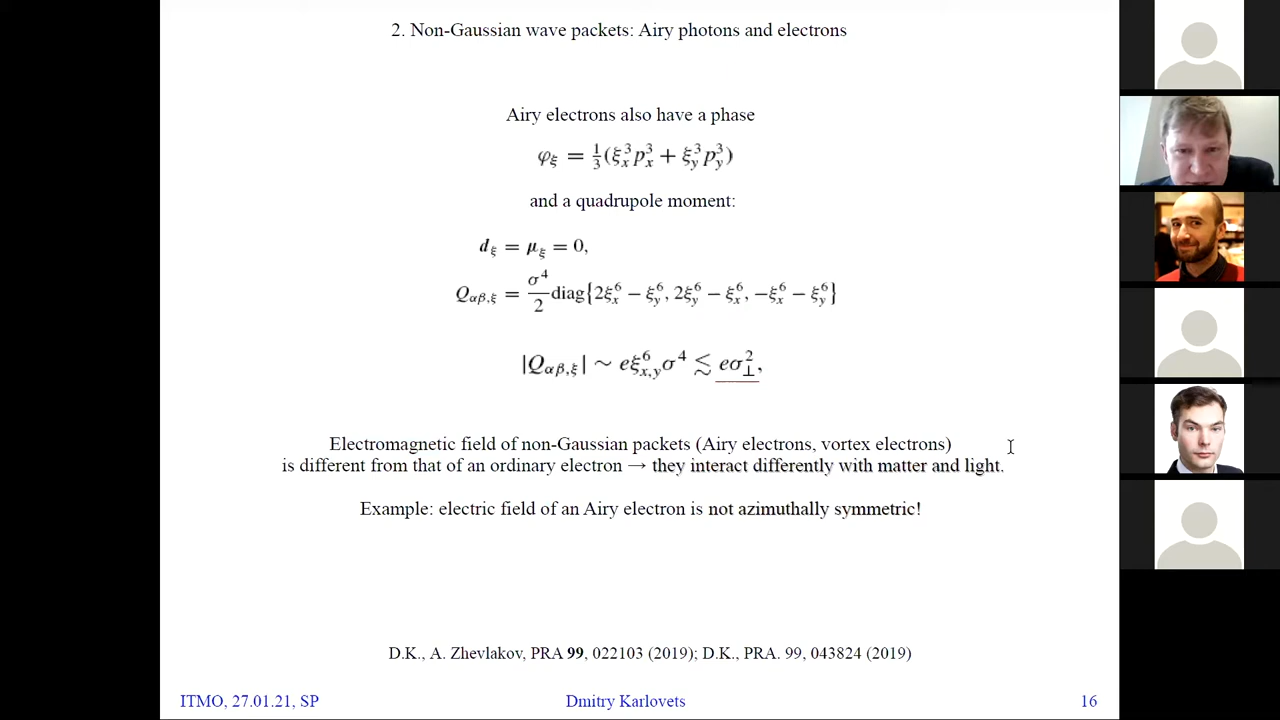 2. Non-Gaussian wave packets: Airy photons and electrons
Airy electrons also have a phase
φ_ξ = 1/3(ξ_x^3 p_x^3 + ξ_y^3 p_y^3)
and a quadrupole moment:
d_ξ = μ_ξ = 0,
Q_{αβ,ξ} = σ^4/2 diag{2ξ_x^6 − ξ_y^6, 2ξ_y^6 − ξ_x^6, −ξ_x^6 − ξ_y^6}
|Q_{αβ,ξ}| ∼ eξ_{x,y}^6 σ^4 ≲ eσ_⊥^2,
Electromagnetic field of non-Gaussian packets (Airy electrons, vortex electrons)
is different from that of an ordinary electron → they interact differently with matter and light.
Example: electric field of an Airy electron is not azimuthally symmetric!
D.K., A. Zhevlakov, PRA 99, 022103 (2019); D.K., PRA. 99, 043824 (2019)
ITMO, 27.01.21, SP
Dmitry Karlovets
16